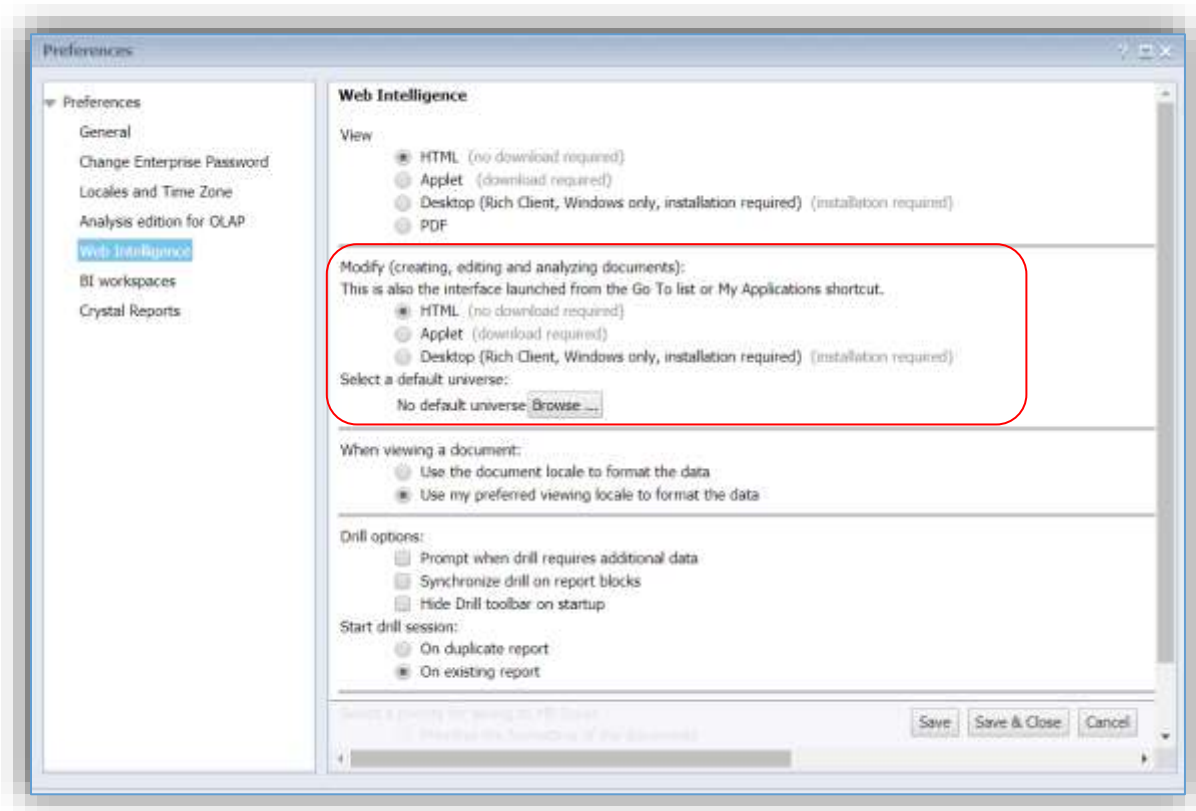 Preferences
Preferences
General
Change Enterprise Password
Locales and Time Zone
Analysis edition for OLAP
Web Intelligence
BI workspaces
Crystal Reports
Web Intelligence
View
HTML (no download required)
Applet (download required)
Desktop (Rich Client, Windows only, installation required) (installation required)
PDF
Modify (creating, editing and analyzing documents):
This is also the interface launched from the Go To list or My Applications shortcut.
HTML (no download required)
Applet (download required)
Desktop (Rich Client, Windows only, installation required) (installation required)
Select a default universe:
No default universe Browse ...
When viewing a document:
Use the document locale to format the data
Use my preferred viewing locale to format the data
Drill options:
Prompt when drill requires additional data
Synchronize drill on report blocks
Hide Drill toolbar on startup
Start drill session:
On duplicate report
On existing report
Save Save & Close Cancel